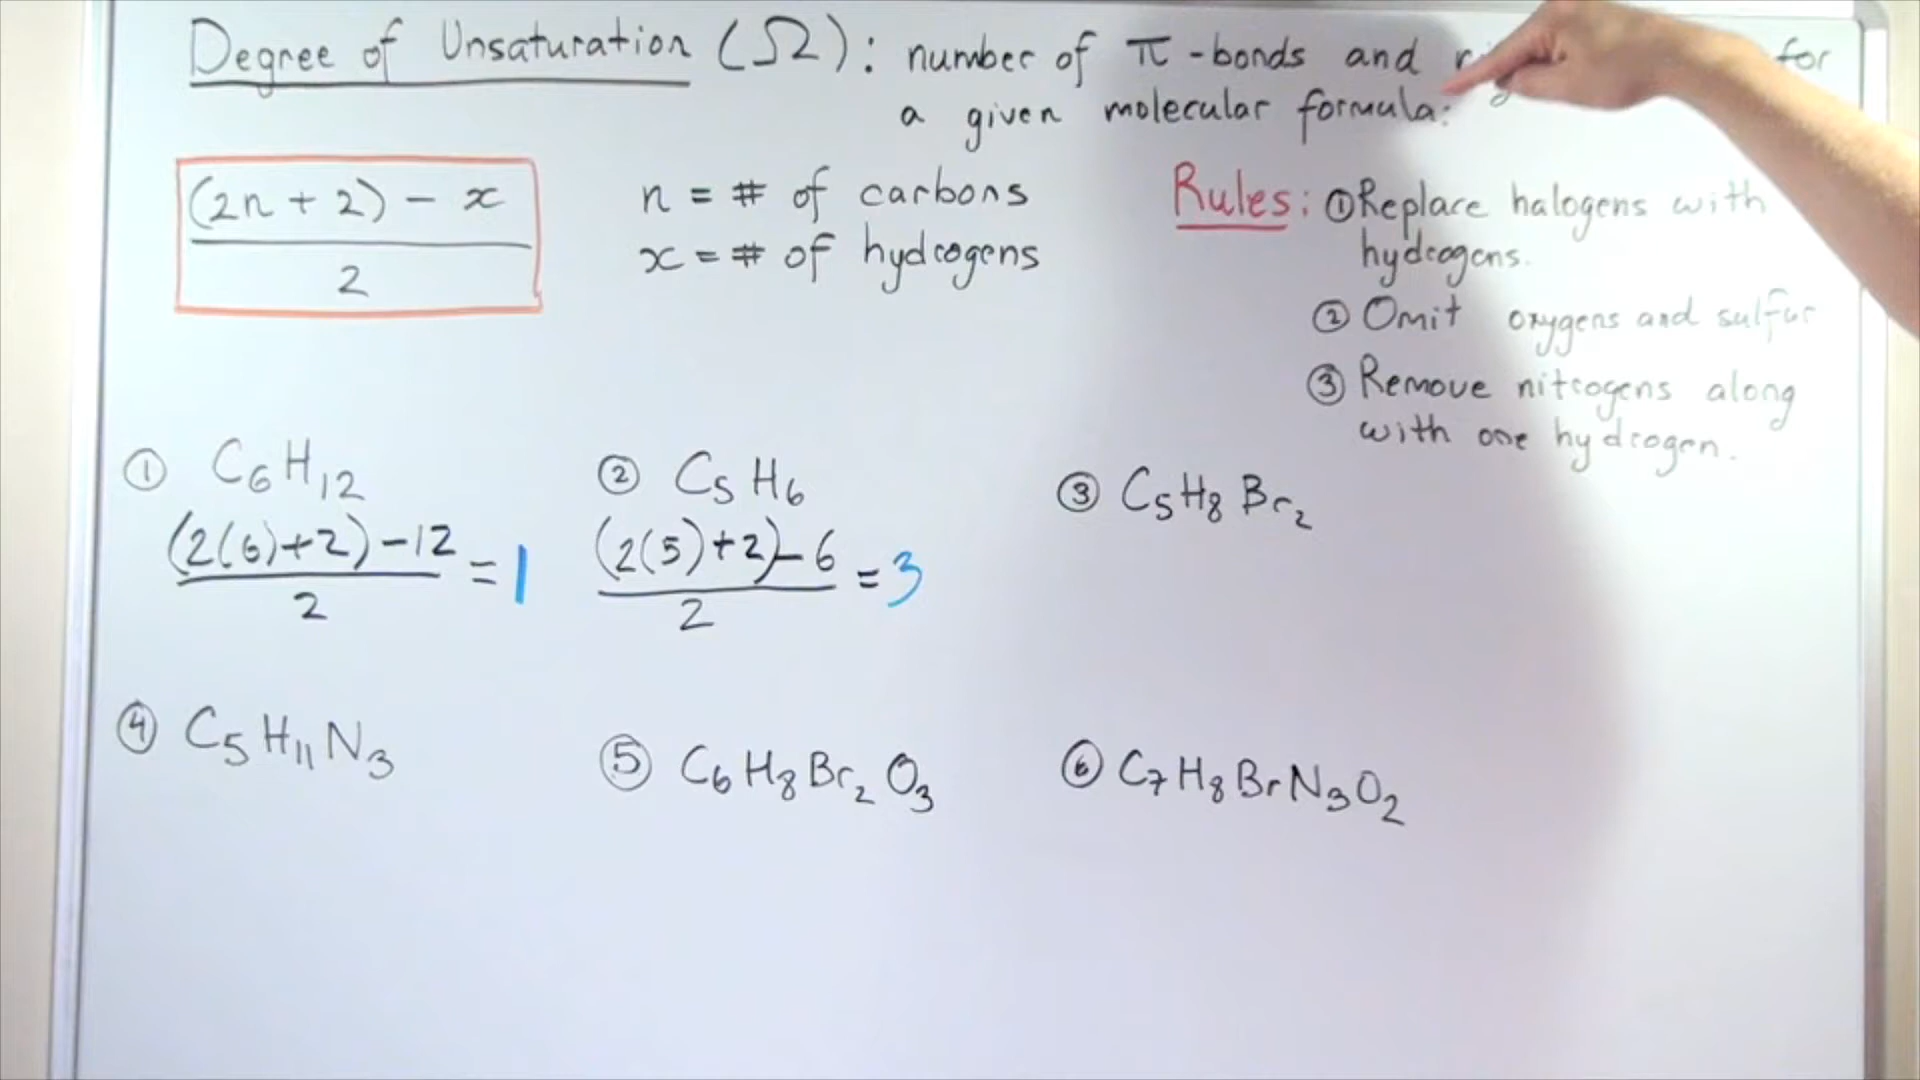 Degree of Unsaturation (Ω): number of π-bonds and for
a given molecular formula:
(2n + 2) - x
2
n = # of carbons
x = # of hydrogens
Rules: ① Replace halogens with
hydrogens.
② Omit oxygens and sulfur
③ Remove nitrogens along
with one hydrogen.
① C₆H₁₂
(2(6)+2)-12
2
= 1
② C₅H₆
(2(5)+2)-6
2
= 3
③ C₅H₈Br₂
④ C₅H₁₁N₃
⑤ C₆H₈Br₂O₃
⑥ C₇H₈BrN₃O₂